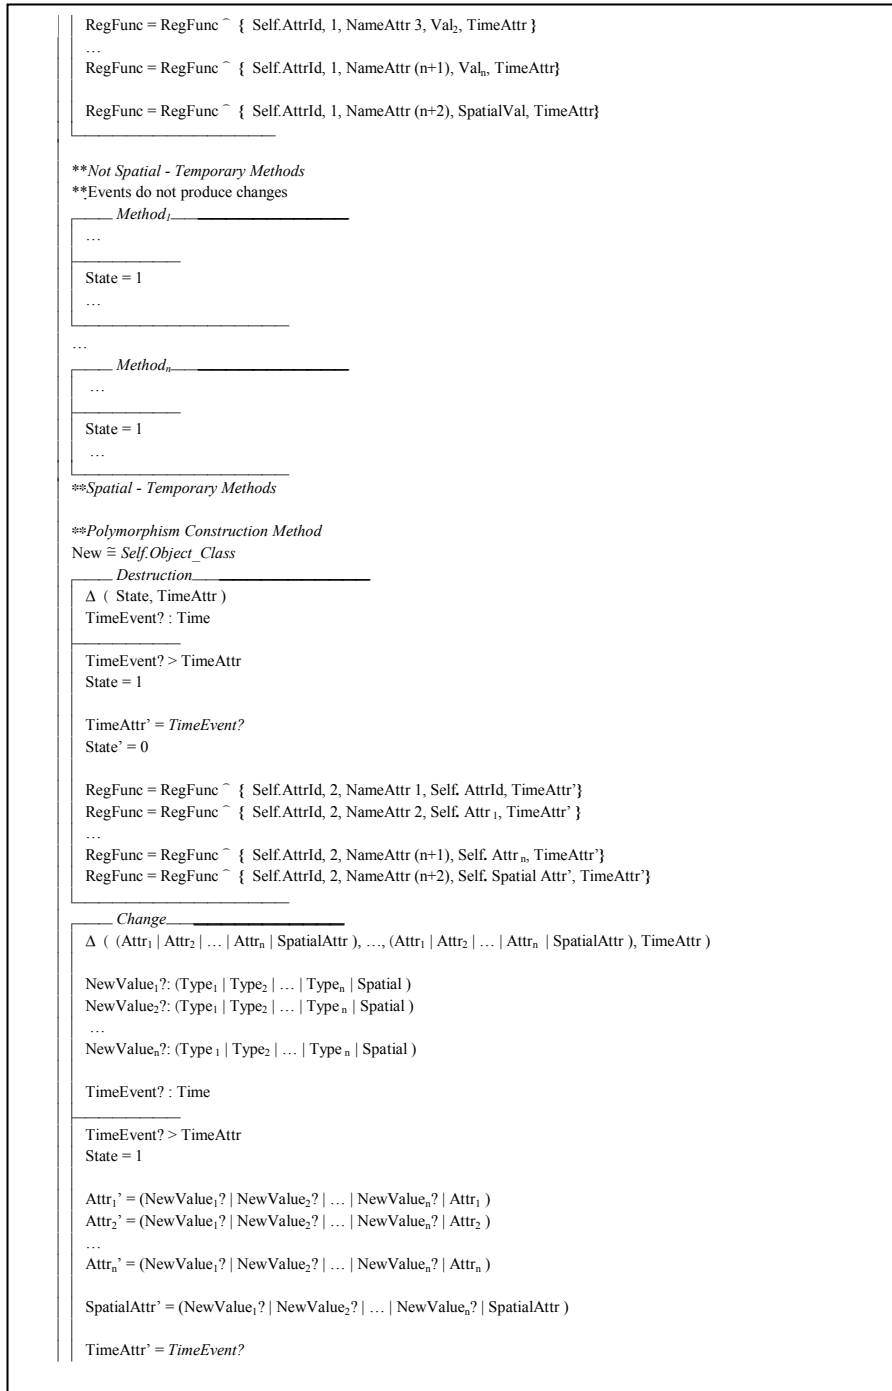 RegFunc = RegFunc ⁀ { Self.AttrId, 1, NameAttr 3, Val₂, TimeAttr }
…
RegFunc = RegFunc ⁀ { Self.AttrId, 1, NameAttr (n+1), Valₙ, TimeAttr}
RegFunc = RegFunc ⁀ { Self.AttrId, 1, NameAttr (n+2), SpatialVal, TimeAttr}
**Not Spatial - Temporary Methods
**Events do not produce changes
Method₁
…
State = 1
…
…
Methodₙ
…
State = 1
…
**Spatial - Temporary Methods
**Polymorphism Construction Method
New ≅ Self.Object_Class
Destruction
Δ ( State, TimeAttr )
TimeEvent? : Time
TimeEvent? > TimeAttr
State = 1
TimeAttr’ = TimeEvent?
State’ = 0
RegFunc = RegFunc ⁀ { Self.AttrId, 2, NameAttr 1, Self. AttrId, TimeAttr’}
RegFunc = RegFunc ⁀ { Self.AttrId, 2, NameAttr 2, Self. Attr ₁, TimeAttr’ }
…
RegFunc = RegFunc ⁀ { Self.AttrId, 2, NameAttr (n+1), Self. Attr ₙ, TimeAttr’}
RegFunc = RegFunc ⁀ { Self.AttrId, 2, NameAttr (n+2), Self. Spatial Attr’, TimeAttr’}
Change
Δ ( (Attr₁ | Attr₂ | … | Attrₙ | SpatialAttr ), …, (Attr₁ | Attr₂ | … | Attrₙ | SpatialAttr ), TimeAttr )
NewValue₁?: (Type₁ | Type₂ | … | Typeₙ | Spatial )
NewValue₂?: (Type₁ | Type₂ | … | Type ₙ | Spatial )
…
NewValueₙ?: (Type ₁ | Type₂ | … | Type ₙ | Spatial )
TimeEvent? : Time
TimeEvent? > TimeAttr
State = 1
Attr₁’ = (NewValue₁? | NewValue₂? | … | NewValueₙ? | Attr₁ )
Attr₂’ = (NewValue₁? | NewValue₂? | … | NewValueₙ? | Attr₂ )
…
Attrₙ’ = (NewValue₁? | NewValue₂? | … | NewValueₙ? | Attrₙ )
SpatialAttr’ = (NewValue₁? | NewValue₂? | … | NewValueₙ? | SpatialAttr )
TimeAttr’ = TimeEvent?